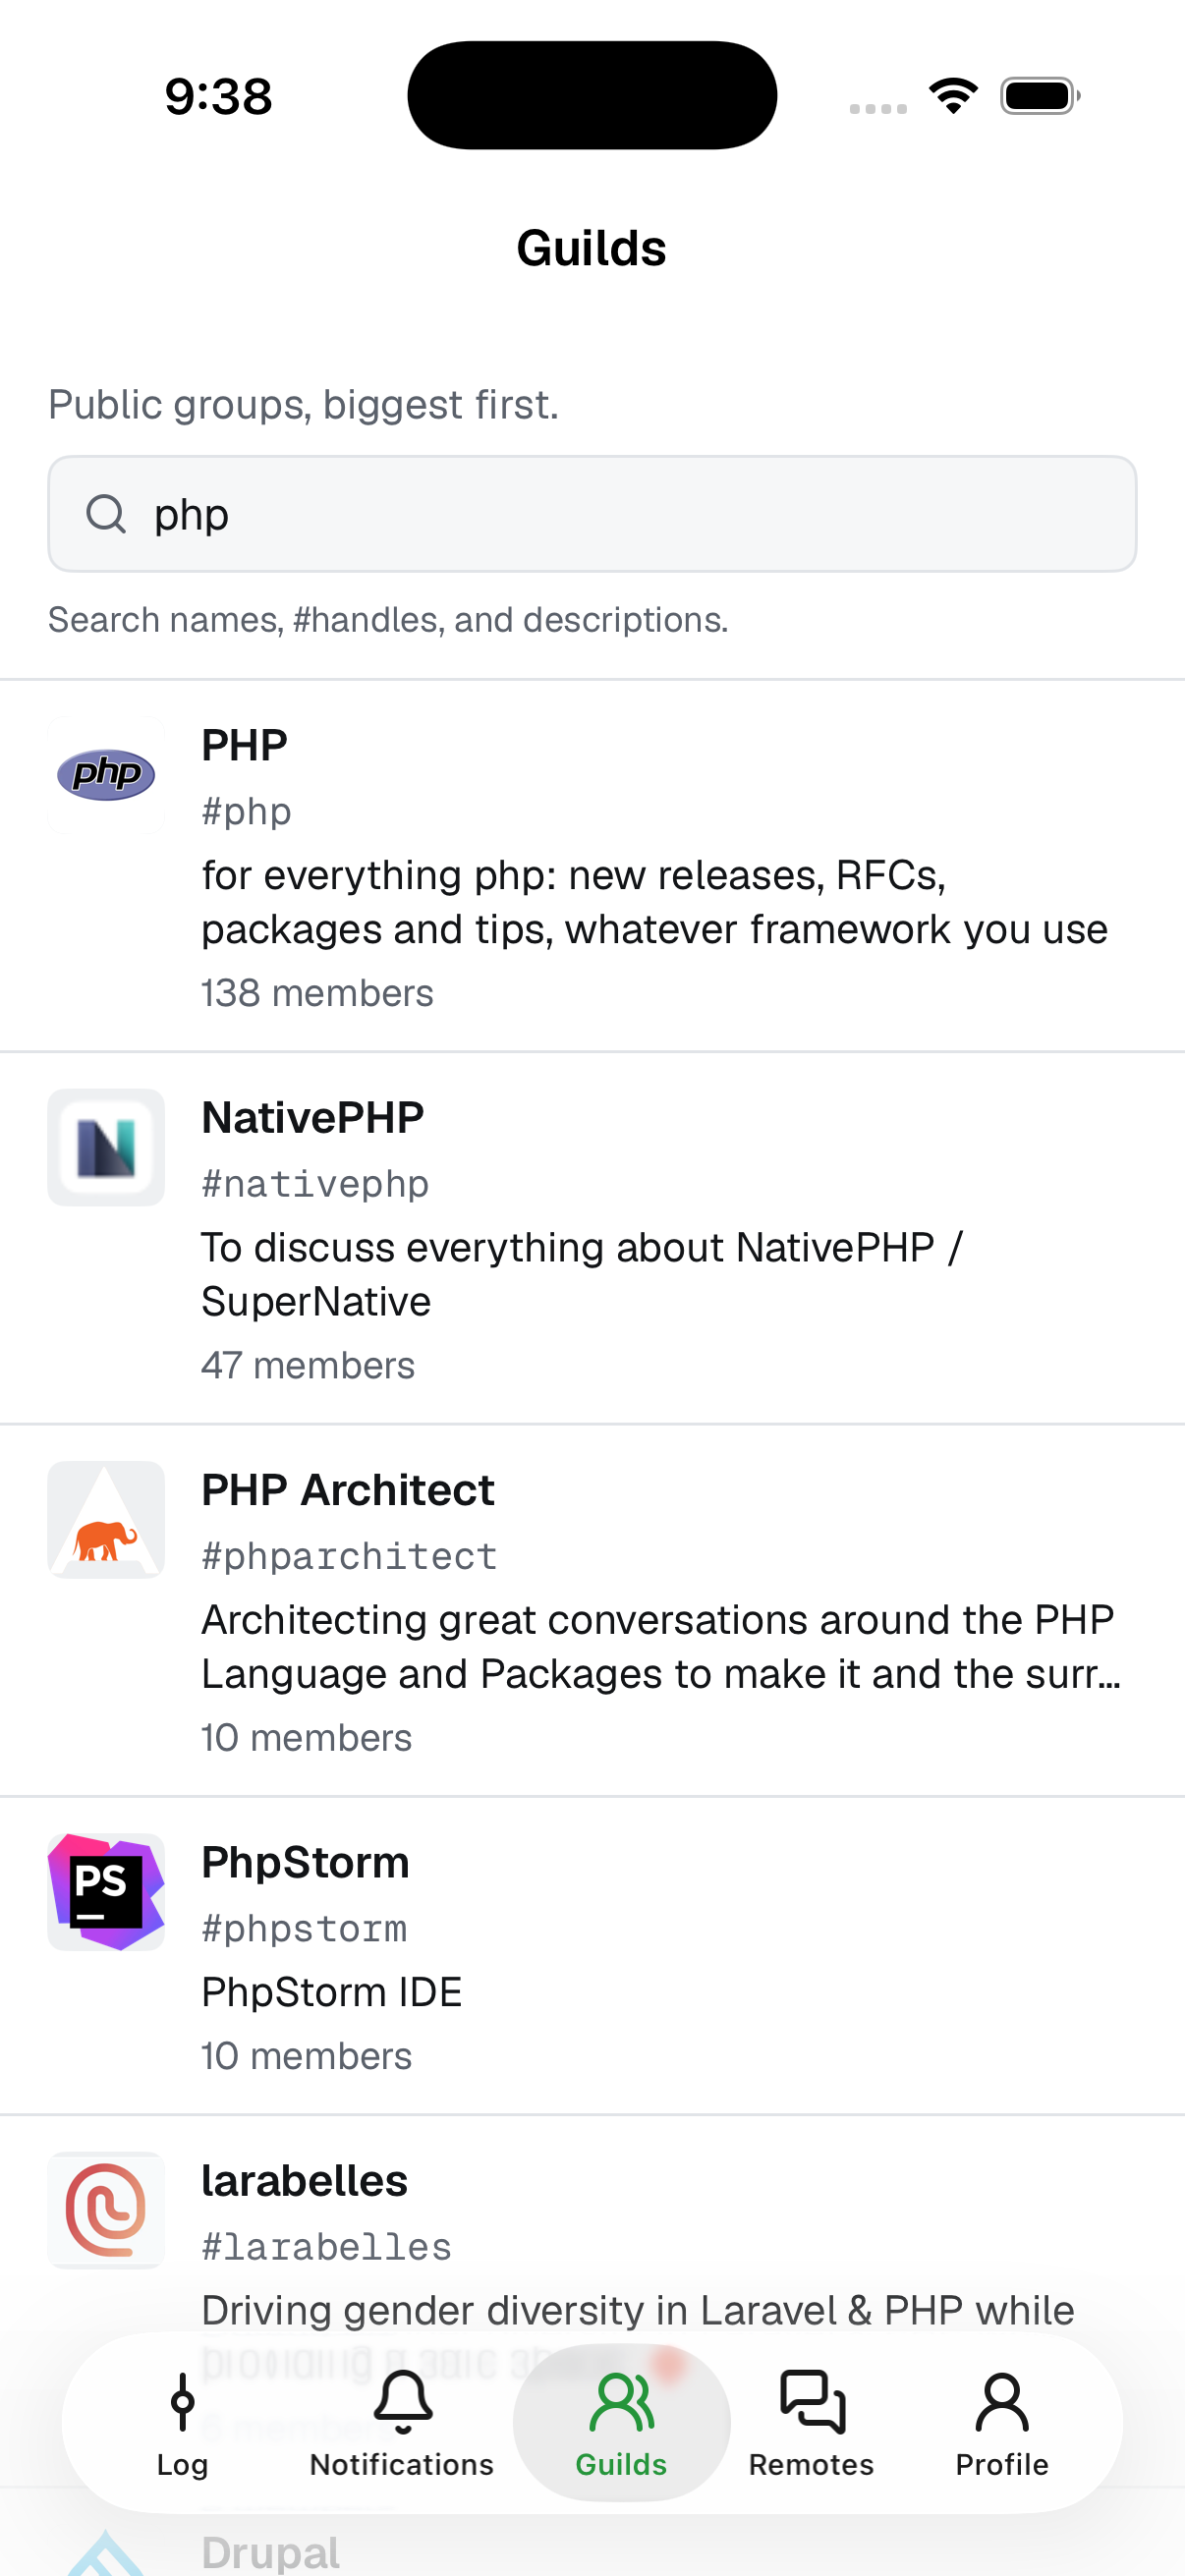 9:38
Guilds
Public groups, biggest first.
php
Search names, #handles, and descriptions.
php
PHP
#php
for everything php: new releases, RFCs,
packages and tips, whatever framework you use
138 members
NativePHP
#nativephp
To discuss everything about NativePHP /
SuperNative
47 members
PHP Architect
#phparchitect
Architecting great conversations around the PHP
Language and Packages to make it and the surr...
10 members
PS
PhpStorm
#phpstorm
PhpStorm IDE
10 members
larabelles
#larabelles
Driving gender diversity in Laravel & PHP while
Log
Notifications
Guilds
Remotes
Profile
Drupal